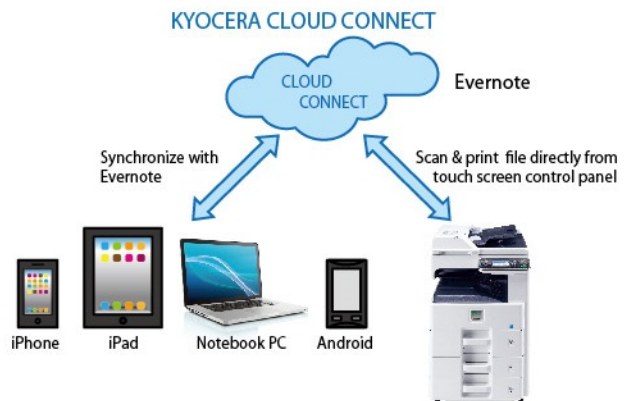 KYOCERA CLOUD CONNECT
CLOUD
CONNECT
Evernote
Synchronize with
Evernote
Scan & print file directly from
touch screen control panel
iPhone
iPad
Notebook PC
Android